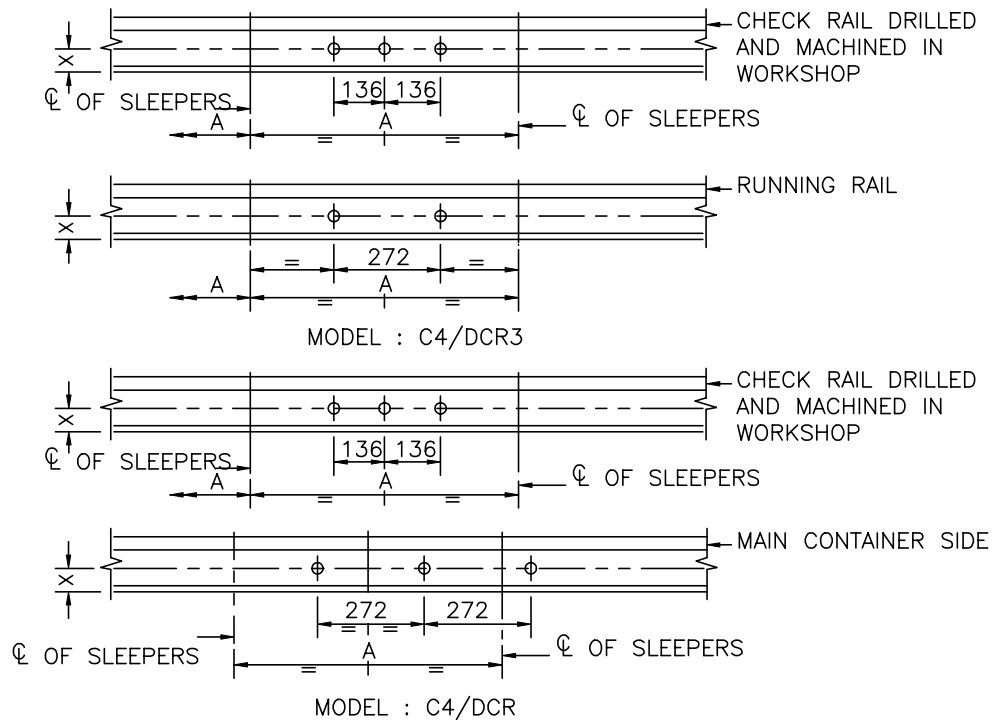 CHECK RAIL DRILLED
AND MACHINED IN
WORKSHOP
X
136 136
℄ OF SLEEPERS
A
A
=
=
℄ OF SLEEPERS
RUNNING RAIL
X
= 272 =
A
A
=
=
MODEL : C4/DCR3
CHECK RAIL DRILLED
AND MACHINED IN
WORKSHOP
X
136 136
℄ OF SLEEPERS
A
A
=
=
℄ OF SLEEPERS
MAIN CONTAINER SIDE
X
272 272
= =
℄ OF SLEEPERS
A
=
=
℄ OF SLEEPERS
MODEL : C4/DCR